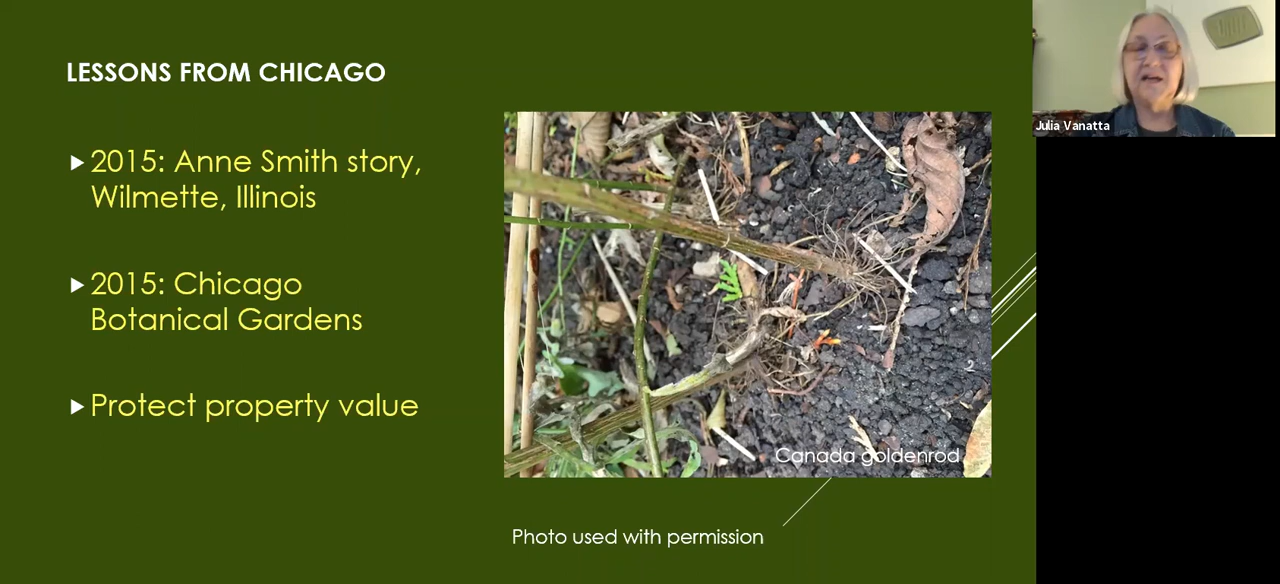 LESSONS FROM CHICAGO
2015: Anne Smith story,
Wilmette, Illinois
2015: Chicago
Botanical Gardens
Protect property value
Canada goldenrod
Photo used with permission
Julia Vanatta